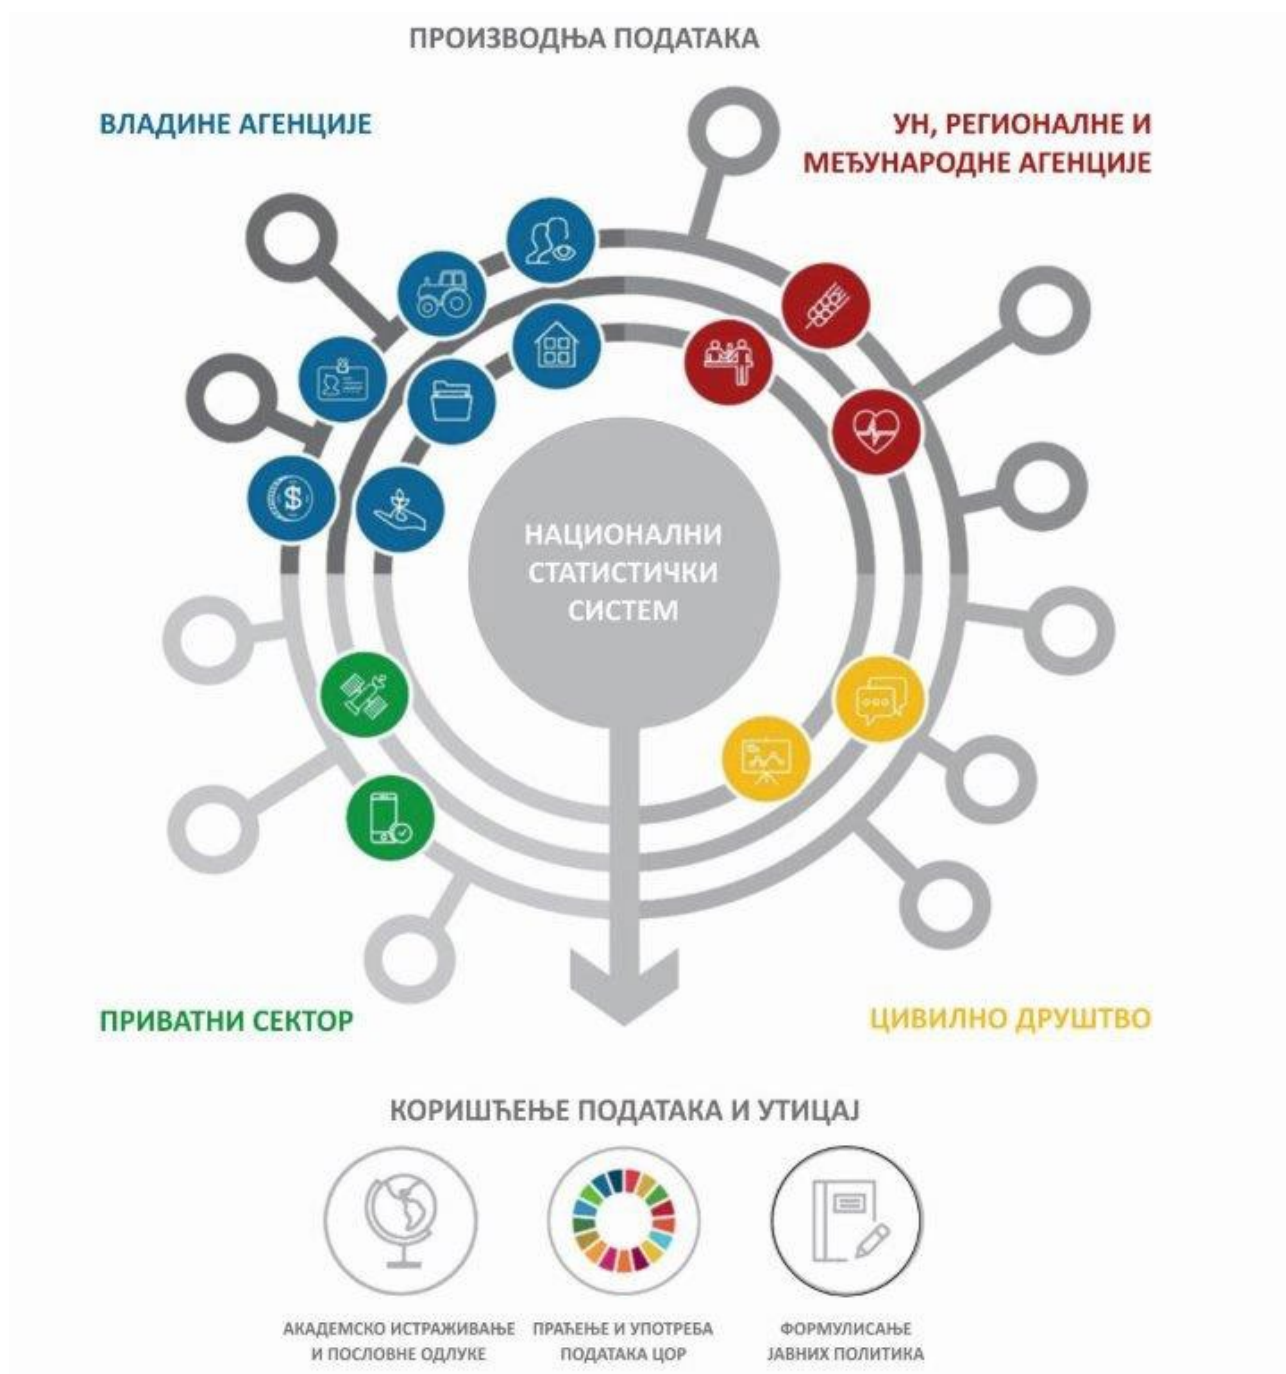 ПРОИЗВОДЊА ПОДАТАКА
ВЛАДИНЕ АГЕНЦИЈЕ
УН, РЕГИОНАЛНЕ И
МЕЂУНАРОДНЕ АГЕНЦИЈЕ
$
НАЦИОНАЛНИ
СТАТИСТИЧКИ
СИСТЕМ
ПРИВАТНИ СЕКТОР
ЦИВИЛНО ДРУШТВО
КОРИШЋЕЊЕ ПОДАТАКА И УТИЦАЈ
АКАДЕМСКО ИСТРАЖИВАЊЕ
И ПОСЛОВНЕ ОДЛУКЕ
ПРАЋЕЊЕ И УПОТРЕБА
ПОДАТАКА ЦОР
ФОРМУЛИСАЊЕ
ЈАВНИХ ПОЛИТИКА